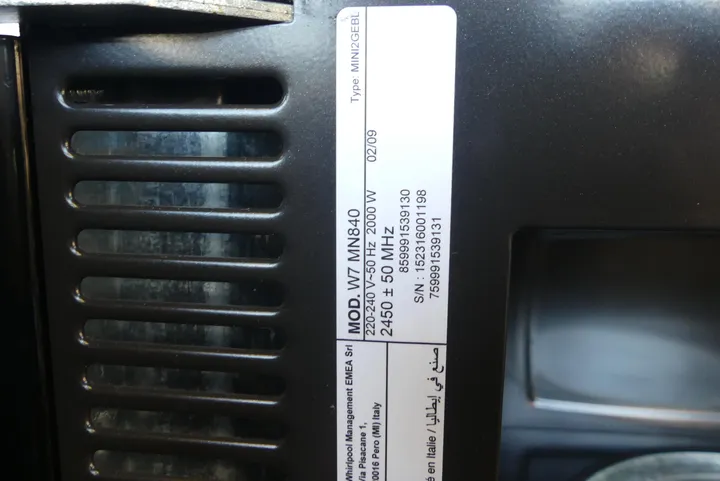 Whirlpool Management EMEA Srl
Via Pisacane 1,
20016 Pero (MI) Italy
é en Italie / صنع في إيطاليا
MOD. W7 MN840
220-240 V~50 Hz 2000 W 02/09
2450 ± 50 MHz
859991539130
S/N : 152316001198
759991539131
Type: MINI2GEBL